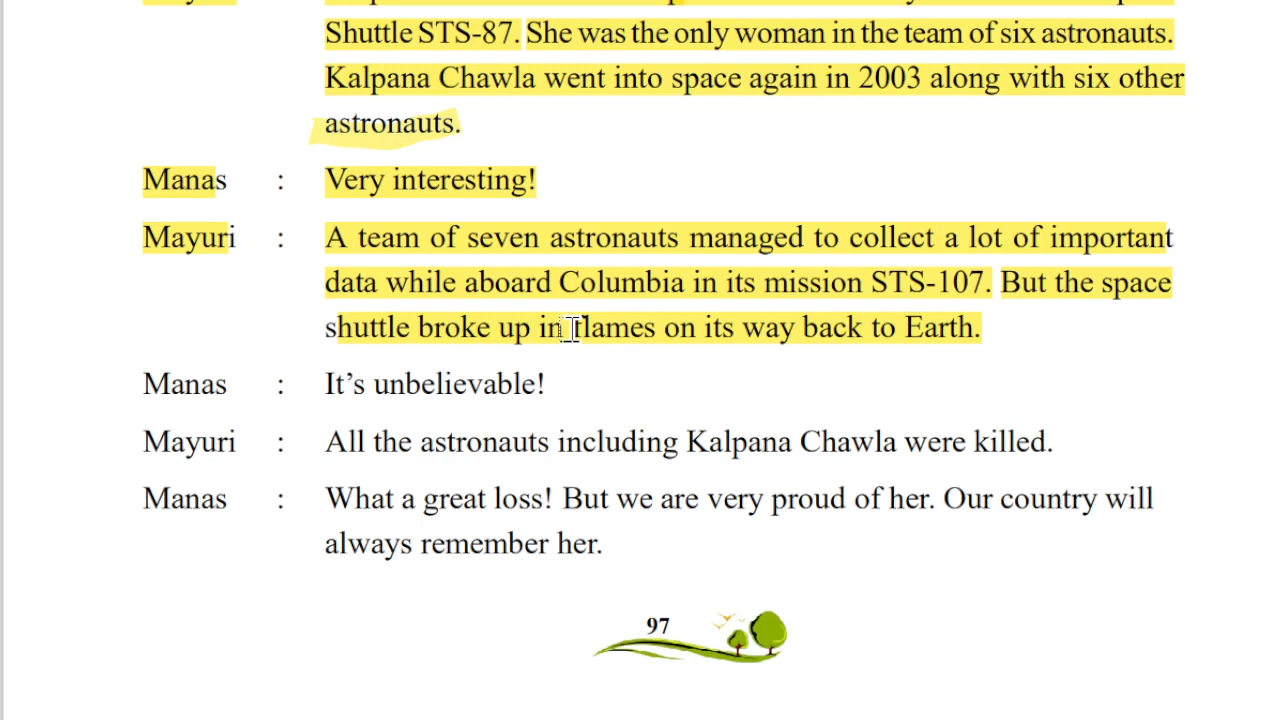 Shuttle STS-87. She was the only woman in the team of six astronauts.
Kalpana Chawla went into space again in 2003 along with six other
astronauts.
Manas : Very interesting!
Mayuri : A team of seven astronauts managed to collect a lot of important
data while aboard Columbia in its mission STS-107. But the space
shuttle broke up in flames on its way back to Earth.
Manas : It’s unbelievable!
Mayuri : All the astronauts including Kalpana Chawla were killed.
Manas : What a great loss! But we are very proud of her. Our country will
always remember her.
97